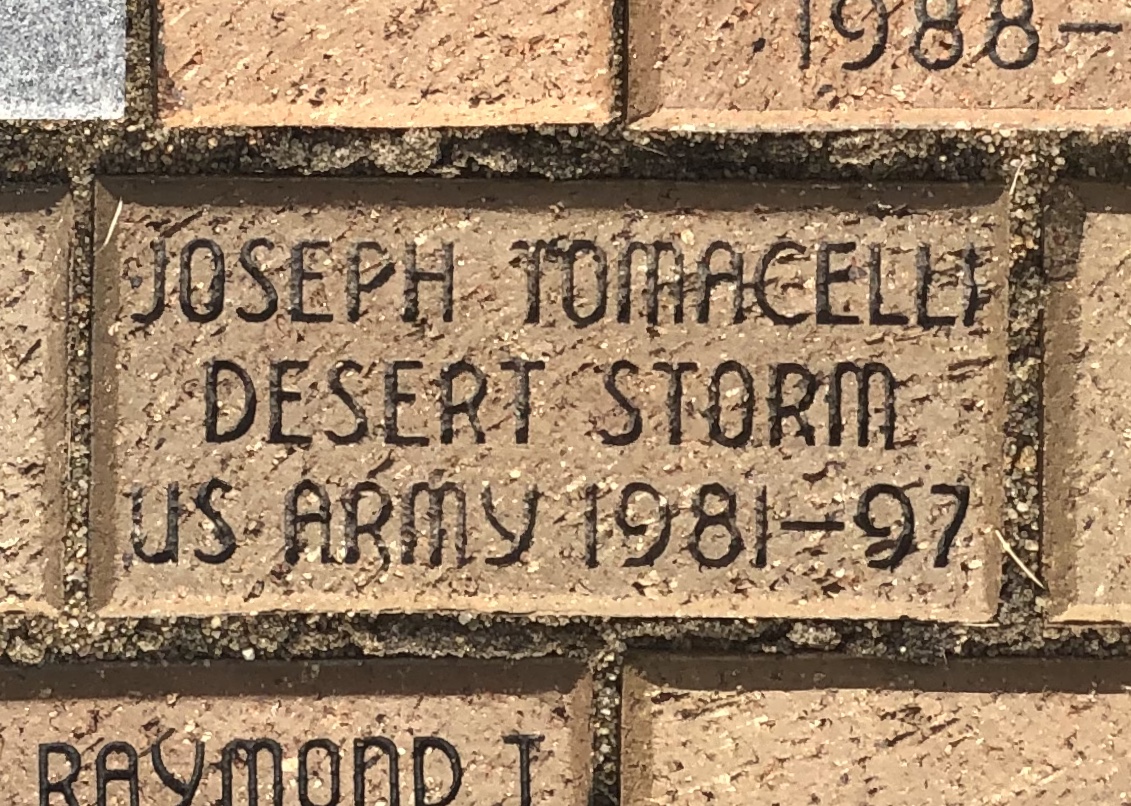 1988-
JOSEPH TOMACELLI
DESERT STORM
US ARMY 1981-97
RAYMOND T